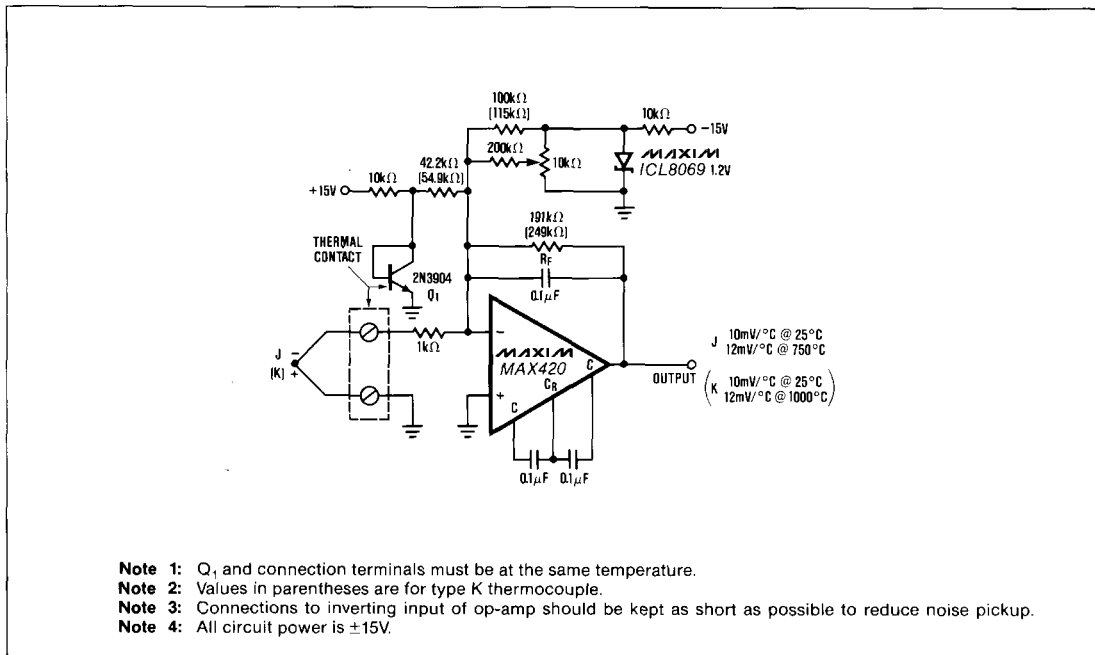 100kΩ
(115kΩ)
10kΩ
−15V
200kΩ
10kΩ
MAXIM
ICL8069 1.2V
42.2kΩ
(54.9kΩ)
10kΩ
+15V
191kΩ
(249kΩ)
RF
0.1μF
THERMAL
CONTACT
2N3904
Q1
1kΩ
J −
(K) +
−
MAXIM
MAX420
+
C
CR
C
OUTPUT
J 10mV/°C @ 25°C
12mV/°C @ 750°C
(K 10mV/°C @ 25°C
12mV/°C @ 1000°C)
0.1μF
0.1μF
Note 1: Q1 and connection terminals must be at the same temperature.
Note 2: Values in parentheses are for type K thermocouple.
Note 3: Connections to inverting input of op-amp should be kept as short as possible to reduce noise pickup.
Note 4: All circuit power is ±15V.